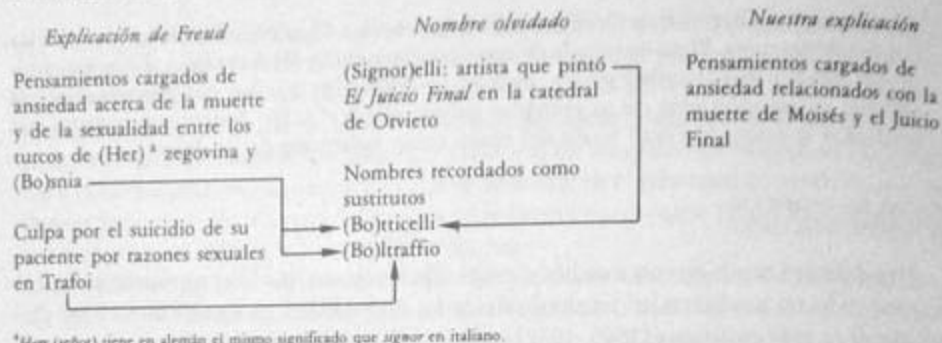 Explicación de Freud
Pensamientos cargados de
ansiedad acerca de la muerte
y de la sexualidad entre los
turcos de (Her)ª zegovina y
(Bo)snia
Culpa por el suicidio de su
paciente por razones sexuales
en Trafoi
Nombre olvidado
(Signor)elli: artista que pintó
El Juicio Final en la catedral
de Orvieto
Nombres recordados como
sustitutos
(Bo)tticelli
(Bo)ltraffio
Nuestra explicación
Pensamientos cargados de
ansiedad relacionados con la
muerte de Moisés y el Juicio
Final
ªHerr (señor) tiene en alemán el mismo significado que signor en italiano.